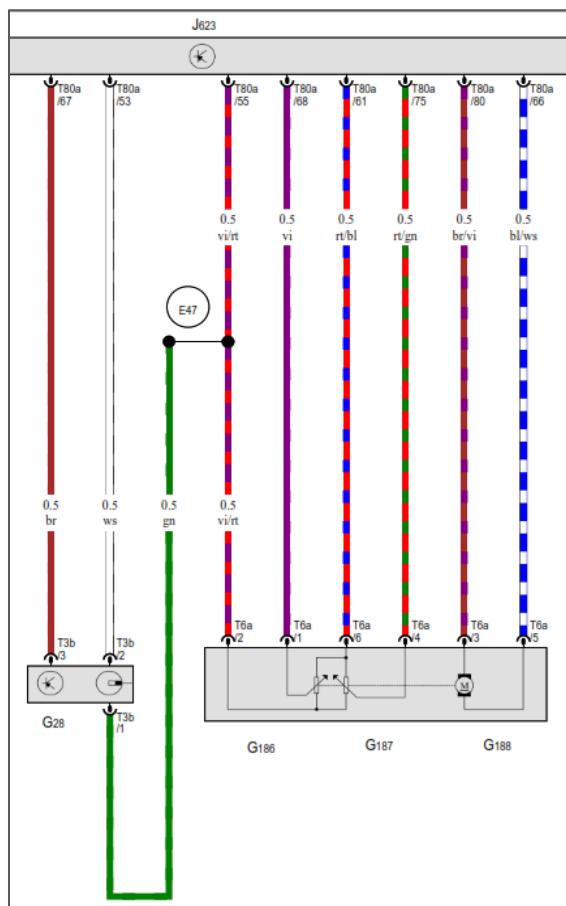 J623
T80a
/67
T80a
/53
T80a
/55
T80a
/68
T80a
/61
T80a
/75
T80a
/80
T80a
/66
0.5
vi/rt
0.5
vi
0.5
rt/bl
0.5
rt/gn
0.5
br/vi
0.5
bl/ws
E47
0.5
br
0.5
ws
0.5
gn
0.5
vi/rt
T3b
/3
T3b
/2
T6a
/2
T6a
/1
T6a
/6
T6a
/4
T6a
/3
T6a
/5
M
G28
T3b
/1
G186
G187
G188